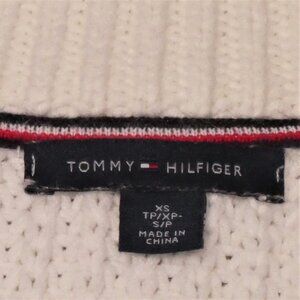 TOMMY HILFIGER
XS
TP/XP-
S/P
MADE IN
CHINA